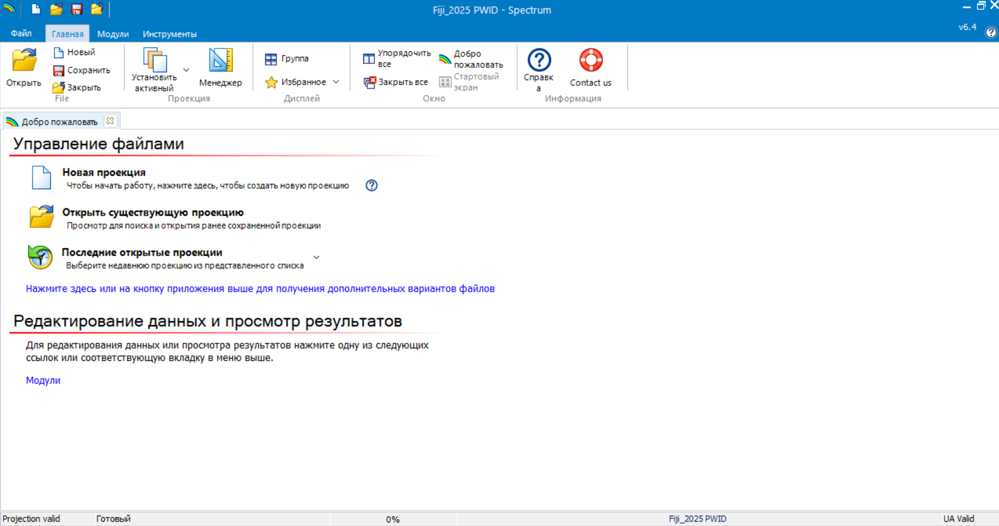 Fiji_2025 PWID - Spectrum
Файл
Главная
Модули
Инструменты
v6.4
Открыть
Новый
Сохранить
Закрыть
File
Установить
активный
Менеджер
Проекция
Группа
Избранное
Дисплей
Упорядочить
все
Закрыть все
Добро
пожаловать
Стартовый
экран
Окно
Справк
а
Contact us
Информация
Добро пожаловать
Управление файлами
Новая проекция
Чтобы начать работу, нажмите здесь, чтобы создать новую проекцию
Открыть существующую проекцию
Просмотр для поиска и открытия ранее сохраненной проекции
Последние открытые проекции
Выберите недавнюю проекцию из представленного списка
Нажмите здесь или на кнопку приложения выше для получения дополнительных вариантов файлов
Редактирование данных и просмотр результатов
Для редактирования данных или просмотра результатов нажмите одну из следующих
ссылок или соответствующую вкладку в меню выше.
Модули
Projection valid
Готовый
0%
Fiji_2025 PWID
UA Valid